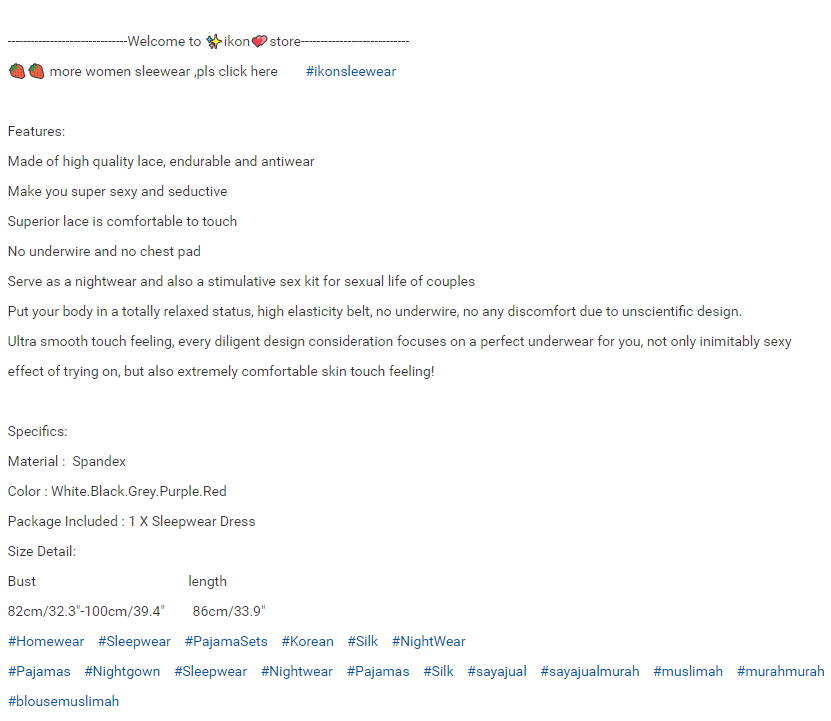 ------------------------------Welcome to ✨ikon💕store---------------------------
🍓🍓 more women sleewear ,pls click here #ikonsleewear
Features:
Made of high quality lace, endurable and antiwear
Make you super sexy and seductive
Superior lace is comfortable to touch
No underwire and no chest pad
Serve as a nightwear and also a stimulative sex kit for sexual life of couples
Put your body in a totally relaxed status, high elasticity belt, no underwire, no any discomfort due to unscientific design.
Ultra smooth touch feeling, every diligent design consideration focuses on a perfect underwear for you, not only inimitably sexy
effect of trying on, but also extremely comfortable skin touch feeling!
Specifics:
Material : Spandex
Color : White.Black.Grey.Purple.Red
Package Included : 1 X Sleepwear Dress
Size Detail:
Bust length
82cm/32.3"-100cm/39.4" 86cm/33.9"
#Homewear #Sleepwear #PajamaSets #Korean #Silk #NightWear
#Pajamas #Nightgown #Sleepwear #Nightwear #Pajamas #Silk #sayajual #sayajualmurah #muslimah #murahmurah
#blousemuslimah